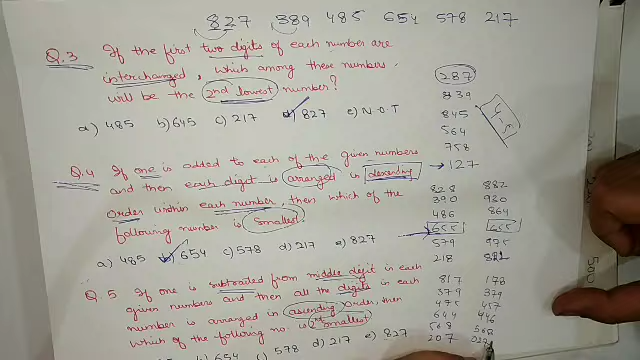 827 389 485 654 578 217
Q.3 If the first two digits of each number are
interchanged, which among these numbers
will be the 2nd lowest number?
a) 485 b) 645 c) 217 d) 827 e) N.O.T
287
839
845
564
758
127
Q.4 If one is added to each of the given numbers
and then each digit is arranged in descending
order within each number, then which of the
following number is smallest?
a) 485 b) 654 c) 578 d) 217 e) 827
828 882
390 930
486 864
655 655
579 975
218
Q.5 If one is subtracted from middle digit in each
given numbers and then all the digits in each
number is arranged in ascending order, then
which of the following no. is 2nd smallest?
654 c) 578 d) 217 e) 827
817 178
379 379
475 457
644 446
568 568
207